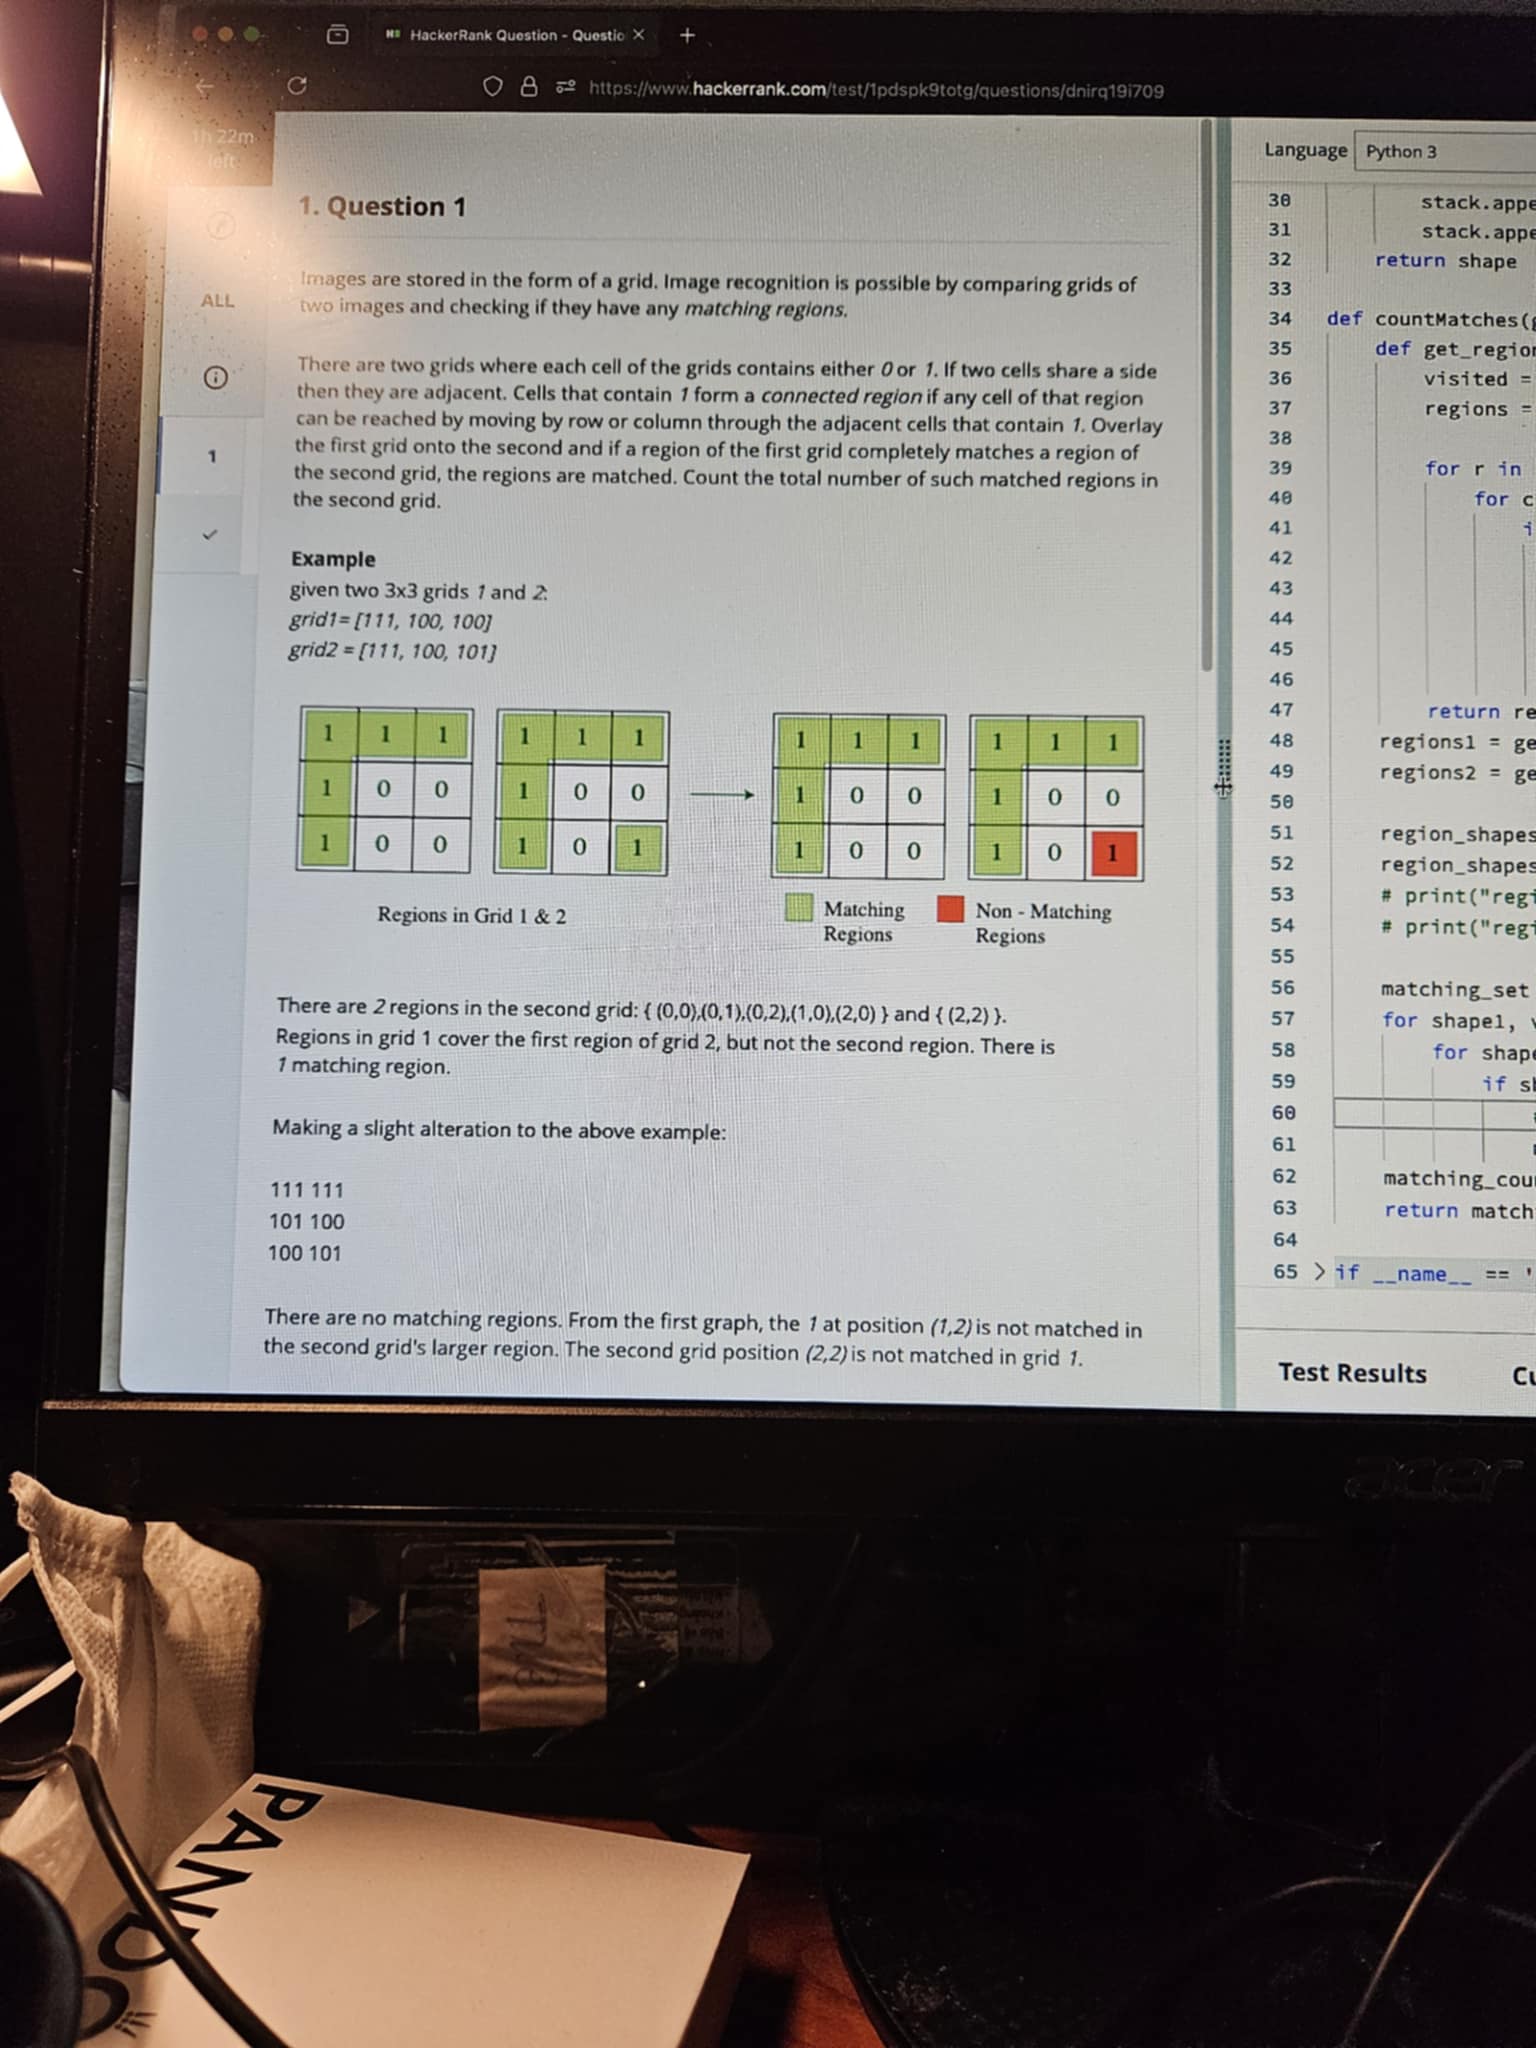 HackerRank Question - Questio
https://www.hackerrank.com/test/1pdspk9totg/questions/dnirq19i709
1h 22m
left
ALL
1
1. Question 1
Images are stored in the form of a grid. Image recognition is possible by comparing grids of
two images and checking if they have any matching regions.
There are two grids where each cell of the grids contains either 0 or 1. If two cells share a side
then they are adjacent. Cells that contain 1 form a connected region if any cell of that region
can be reached by moving by row or column through the adjacent cells that contain 1. Overlay
the first grid onto the second and if a region of the first grid completely matches a region of
the second grid, the regions are matched. Count the total number of such matched regions in
the second grid.
Example
given two 3x3 grids 1 and 2:
grid1= [111, 100, 100]
grid2 = [111, 100, 101]
1 1 1 1 1 1 1 1 1 1 1 1
1 0 0 1 0 0 1 0 0 1 0 0
1 0 0 1 0 1 1 0 0 1 0 1
Regions in Grid 1 & 2
Matching
Regions
Non - Matching
Regions
There are 2 regions in the second grid: { (0,0),(0,1),(0,2),(1,0),(2,0) } and { (2,2) }.
Regions in grid 1 cover the first region of grid 2, but not the second region. There is
1 matching region.
Making a slight alteration to the above example:
111 111
101 100
100 101
There are no matching regions. From the first graph, the 1 at position (1,2) is not matched in
the second grid's larger region. The second grid position (2,2) is not matched in grid 1.
Language Python 3
30 stack.appe
31 stack.appe
32 return shape
33
34 def countMatches(g
35 def get_region
36 visited =
37 regions =
38
39 for r in
40 for c
41 i
42
43
44
45
46
47 return re
48 regions1 = ge
49 regions2 = ge
50
51 region_shapes
52 region_shapes
53 # print("regi
54 # print("regi
55
56 matching_set
57 for shape1, v
58 for shape
59 if sh
60
61
62 matching_cou
63 return match
64
65 > if __name__ == '
Test Results
acer
PANDO